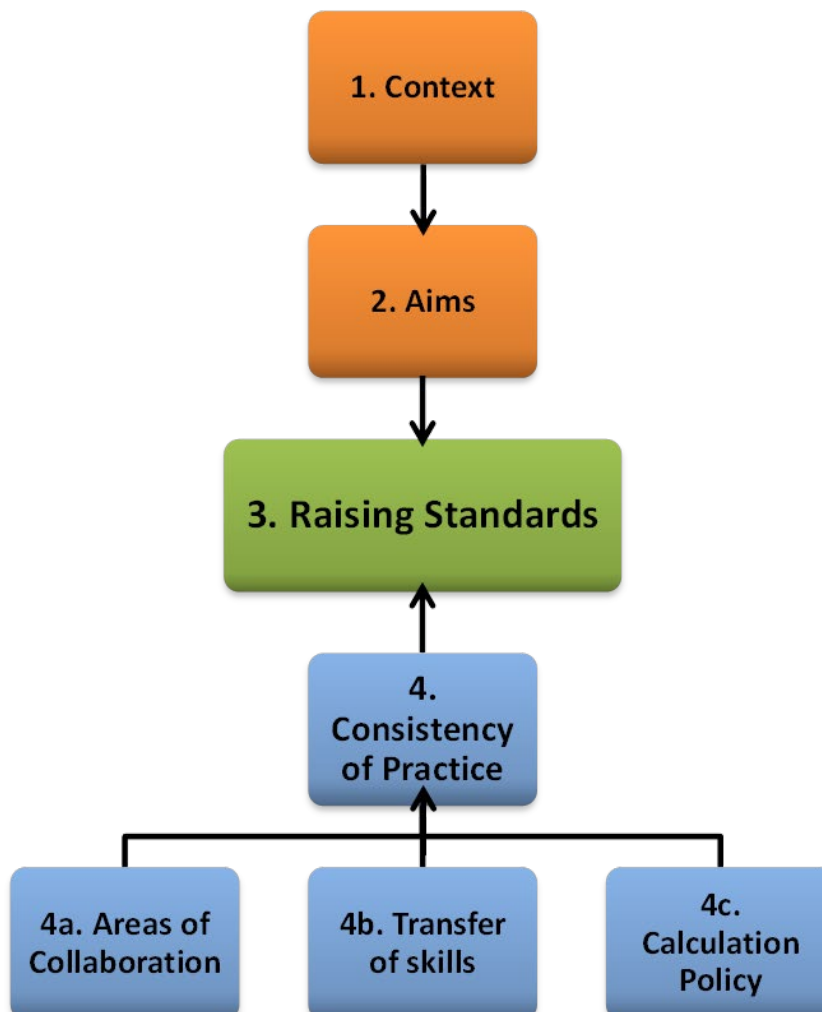 1. Context
2. Aims
3. Raising Standards
4.
Consistency
of Practice
4a. Areas of
Collaboration
4b. Transfer
of skills
4c.
Calculation
Policy